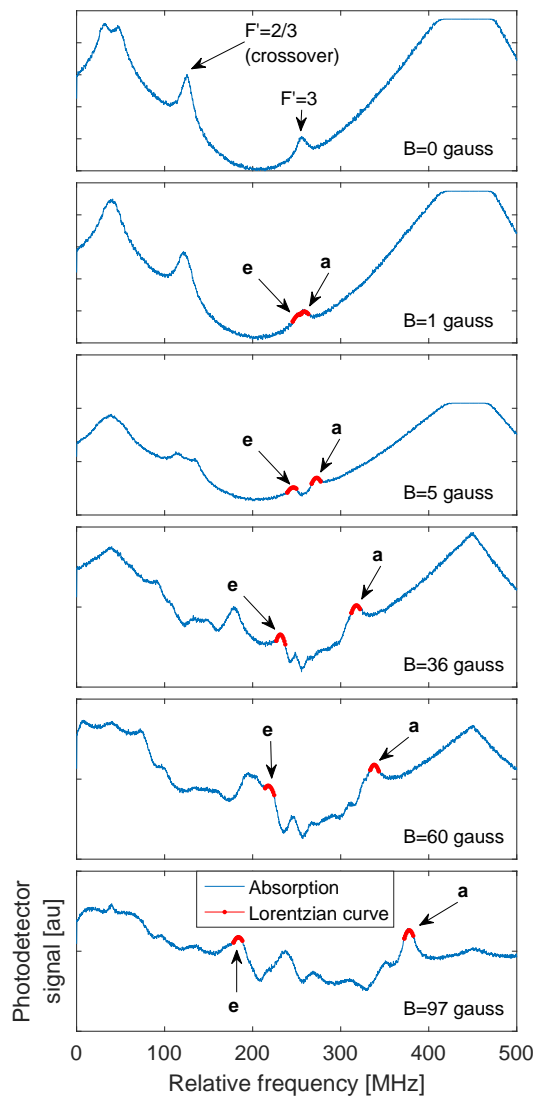 F'=2/3
(crossover)
F'=3
B=0 gauss
e
a
B=1 gauss
e
a
B=5 gauss
e
a
B=36 gauss
e
a
B=60 gauss
Absorption
Lorentzian curve
a
e
B=97 gauss
Photodetector
signal [au]
0 100 200 300 400 500
Relative frequency [MHz]